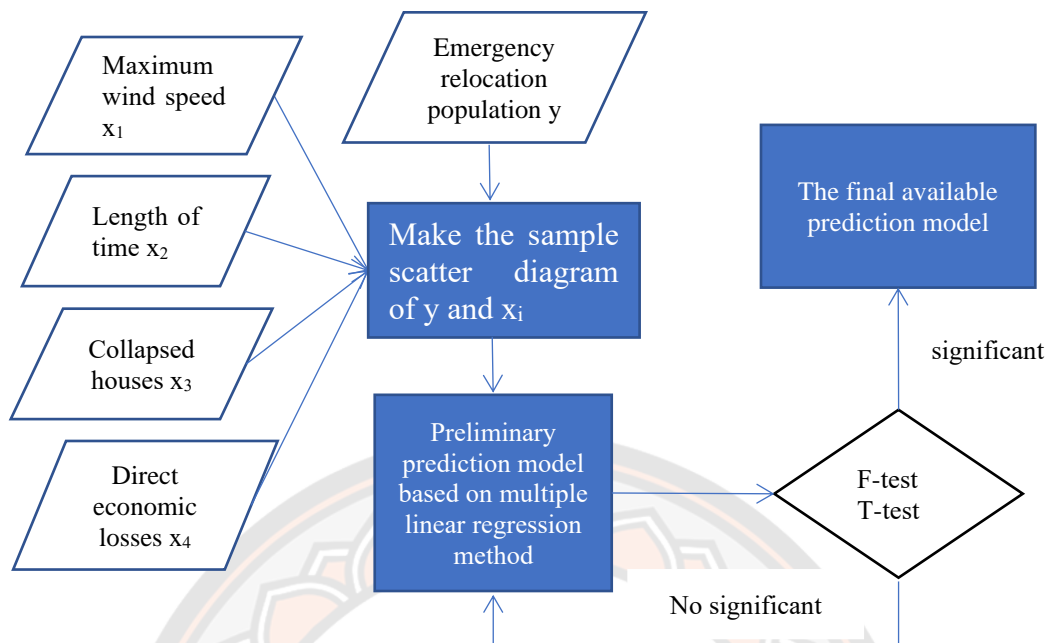 Maximum
wind speed
x₁
Emergency
relocation
population y
Length of
time x₂
Make the sample
scatter diagram
of y and xᵢ
The final available
prediction model
Collapsed
houses x₃
significant
Direct
economic
losses x₄
Preliminary
prediction model
based on multiple
linear regression
method
F-test
T-test
No significant